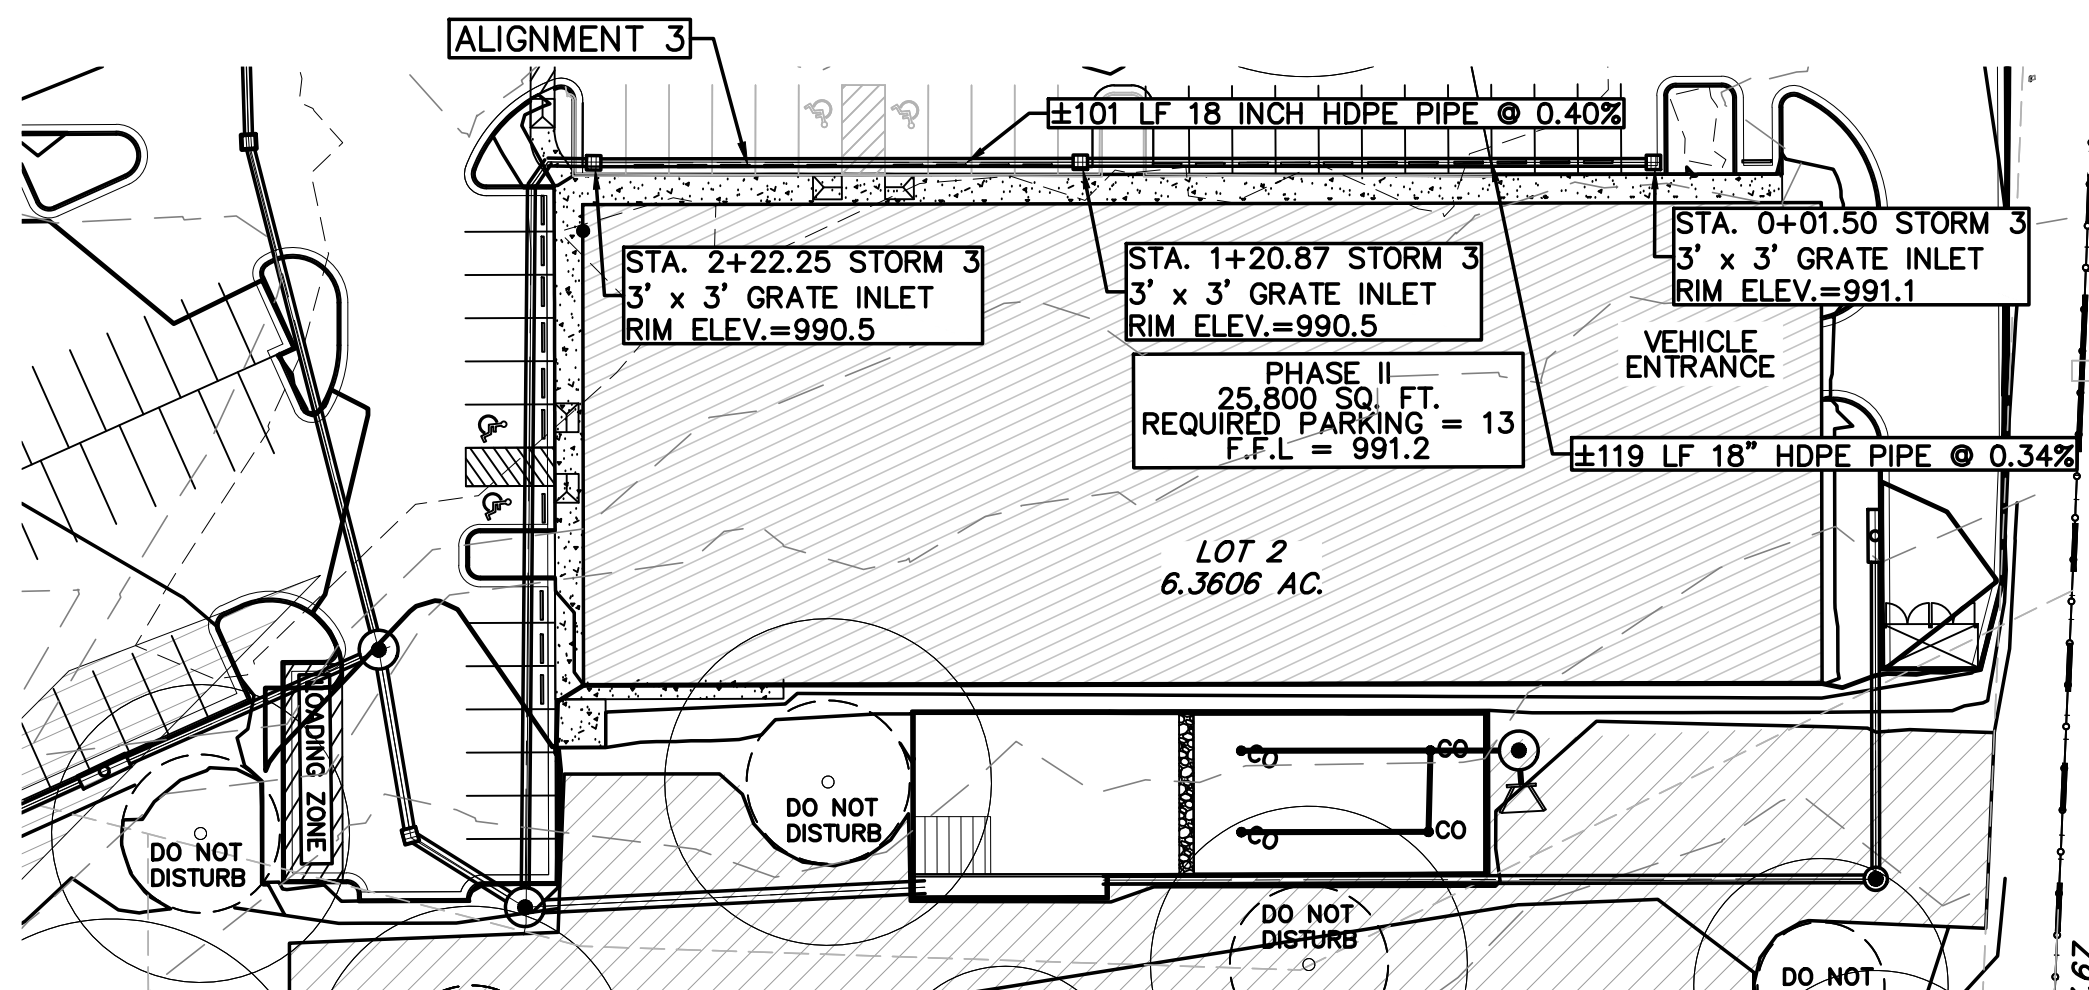 ALIGNMENT 3
±101 LF 18 INCH HDPE PIPE @ 0.40%
STA. 2+22.25 STORM 3
3' x 3' GRATE INLET
RIM ELEV.=990.5
STA. 1+20.87 STORM 3
3' x 3' GRATE INLET
RIM ELEV.=990.5
STA. 0+01.50 STORM 3
3' x 3' GRATE INLET
RIM ELEV.=991.1
VEHICLE
ENTRANCE
PHASE II
25,800 SQ. FT.
REQUIRED PARKING = 13
F.F.L = 991.2
±119 LF 18" HDPE PIPE @ 0.34%
LOT 2
6.3606 AC.
LOADING ZONE
CO
CO
CO
CO
DO NOT
DISTURB
DO NOT
DISTURB
DO NOT
DISTURB
DO NOT